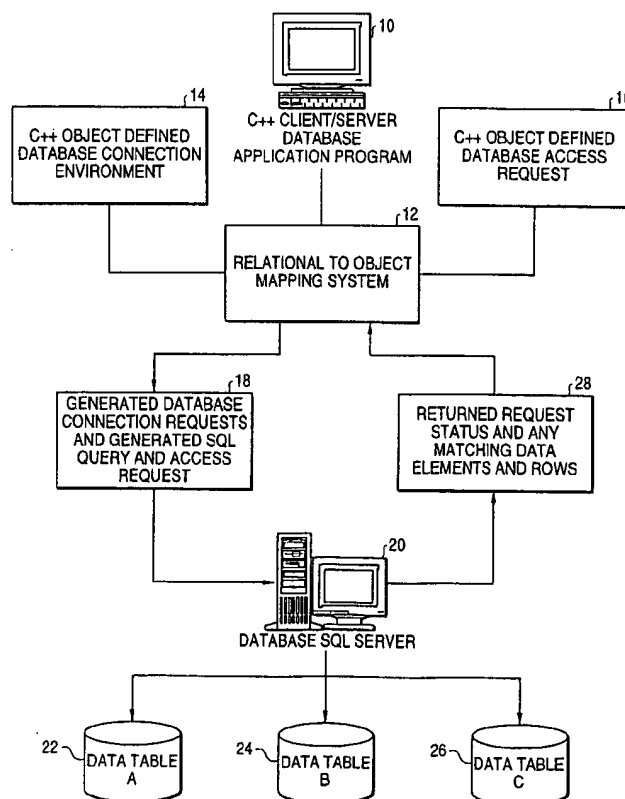 10
C++ CLIENT/SERVER
DATABASE
APPLICATION PROGRAM
14
C++ OBJECT DEFINED
DATABASE CONNECTION
ENVIRONMENT
C++ OBJECT DEFINED
DATABASE ACCESS
REQUEST
12
RELATIONAL TO OBJECT
MAPPING SYSTEM
18
GENERATED DATABASE
CONNECTION REQUESTS
AND GENERATED SQL
QUERY AND ACCESS
REQUEST
28
RETURNED REQUEST
STATUS AND ANY
MATCHING DATA
ELEMENTS AND ROWS
20
DATABASE SQL SERVER
22
DATA TABLE
A
24
DATA TABLE
B
26
DATA TABLE
C